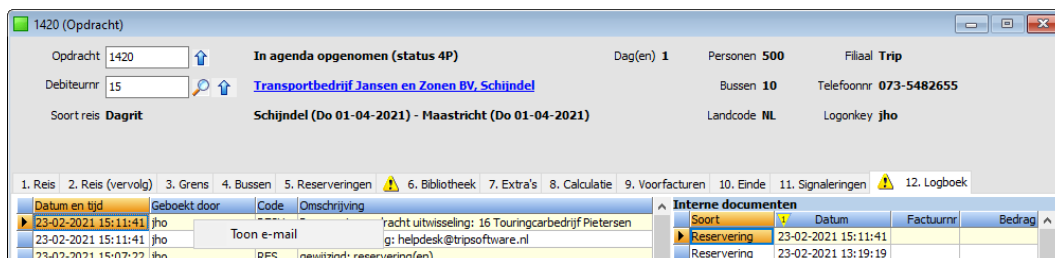 1420 (Opdracht)
Opdracht 1420 In agenda opgenomen (status 4P) Dag(en) 1 Personen 500 Filiaal Trip
Debiteurnr 15 Transportbedrijf Jansen en Zonen BV, Schijndel Bussen 10 Telefoonnr 073-5482655
Soort reis Dagrit Schijndel (Do 01-04-2021) - Maastricht (Do 01-04-2021) Landcode NL Logonkey jho
1. Reis 2. Reis (vervolg) 3. Grens 4. Bussen 5. Reserveringen 6. Bibliotheek 7. Extra's 8. Calculatie 9. Voorfacturen 10. Einde 11. Signaleringen 12. Logboek
Datum en tijd Geboekt door Code Omschrijving Interne documenten
Soort 1 Datum Factuurnr Bedrag
23-02-2021 15:11:41 jho racht uitwisseling: 16 Touringcarbedrijf Pietersen
Toon e-mail
Reservering 23-02-2021 15:11:41
23-02-2021 15:11:41 jho g: helpdesk@tripsoftware.nl
Reservering 23-02-2021 13:19:19
23-02-2021 15:07:22 jho RES gewijzigd: reservering(en)